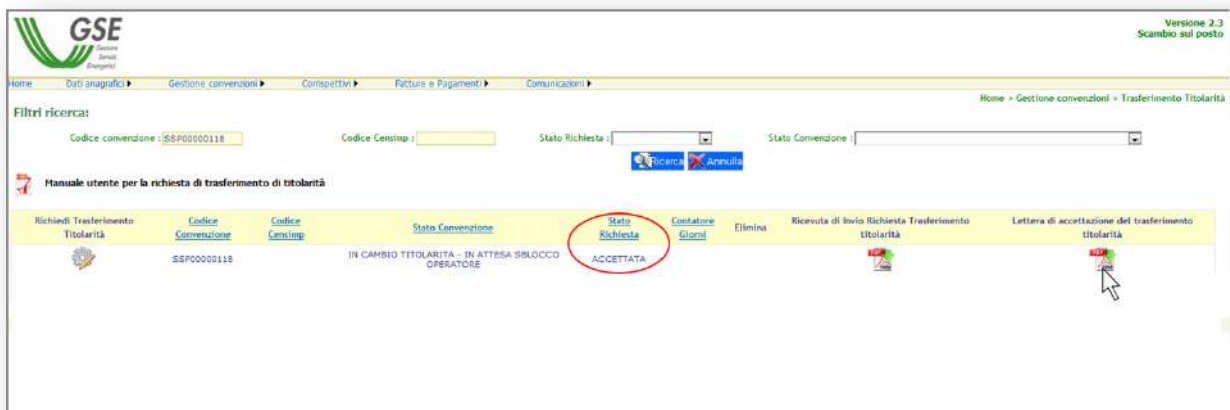 GSE
Gestore
Servizi
Energetici
Versione 2.3
Scambio sul posto
Home Dati anagrafici Gestione convenzioni Corrispettivi Fatture e Pagamenti Comunicazioni
Home > Gestione convenzioni > Trasferimento Titolarità
Filtri ricerca:
Codice convenzione : SSP00000118 Codice Censimp : Stato Richiesta : Stato Convenzione :
Ricerca Annulla
Manuale utente per la richiesta di trasferimento di titolarità
Richiedi Trasferimento Titolarità Codice Convenzione Codice Censimp Stato Convenzione Stato Richiesta Contatore Giorni Elimina Ricevuta di Invio Richiesta Trasferimento titolarità Lettera di accettazione del trasferimento titolarità
SSP00000118 IN CAMBIO TITOLARITA - IN ATTESA SBLOCCO OPERATORE ACCETTATA